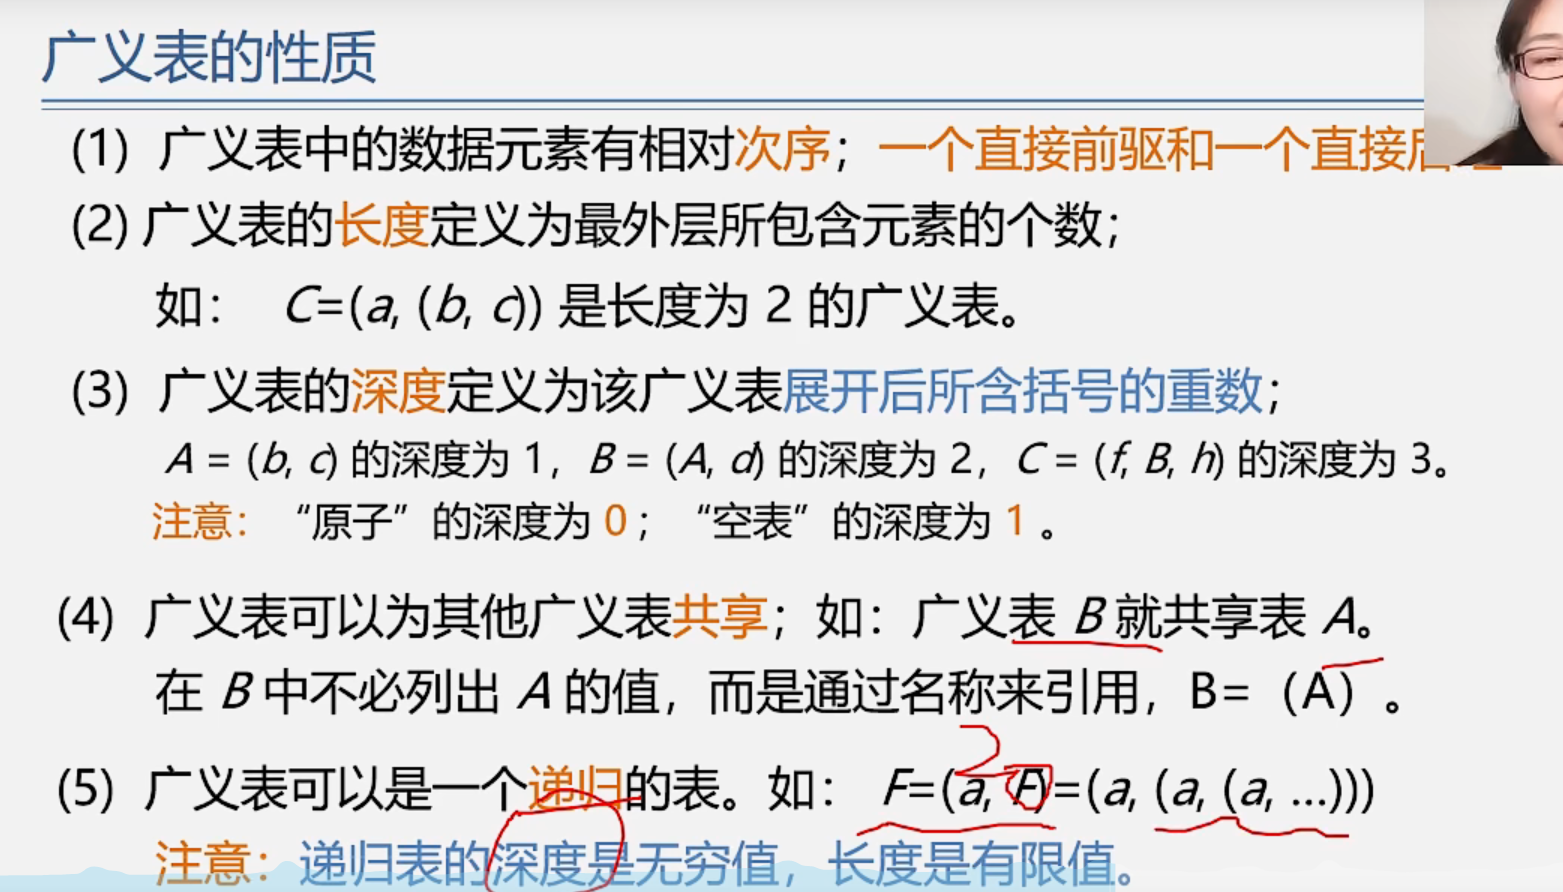 广义表的性质
(1) 广义表中的数据元素有相对次序；一个直接前驱和一个直接
(2) 广义表的长度定义为最外层所包含元素的个数；
如： C=(a, (b, c)) 是长度为 2 的广义表。
(3) 广义表的深度定义为该广义表展开后所含括号的重数；
A = (b, c) 的深度为 1，B = (A, d) 的深度为 2，C = (f, B, h) 的深度为 3。
注意：“原子”的深度为 0；“空表”的深度为 1 。
(4) 广义表可以为其他广义表共享；如：广义表 B 就共享表 A。
在 B 中不必列出 A 的值，而是通过名称来引用，B=（A）。
2
(5) 广义表可以是一个递归的表。如： F=(a, F)=(a, (a, (a, …)))
注意：递归表的深度是无穷值，长度是有限值。